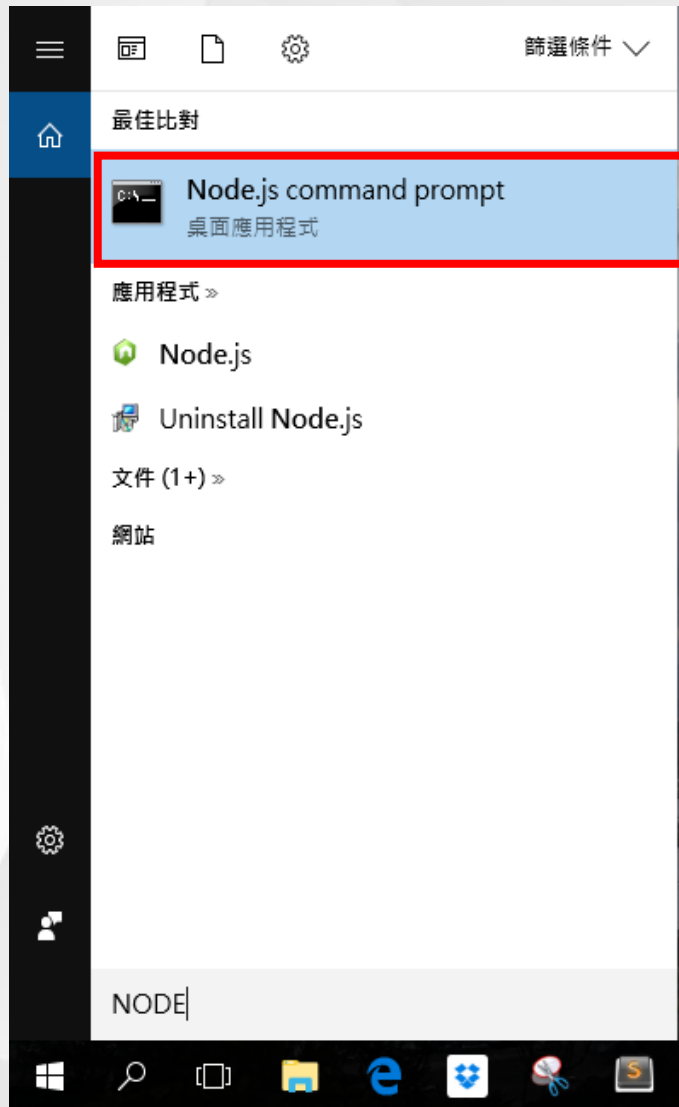 篩選條件
最佳比對
C:\_
Node.js command prompt
桌面應用程式
應用程式 »
Node.js
Uninstall Node.js
文件 (1+) »
網站
NODE